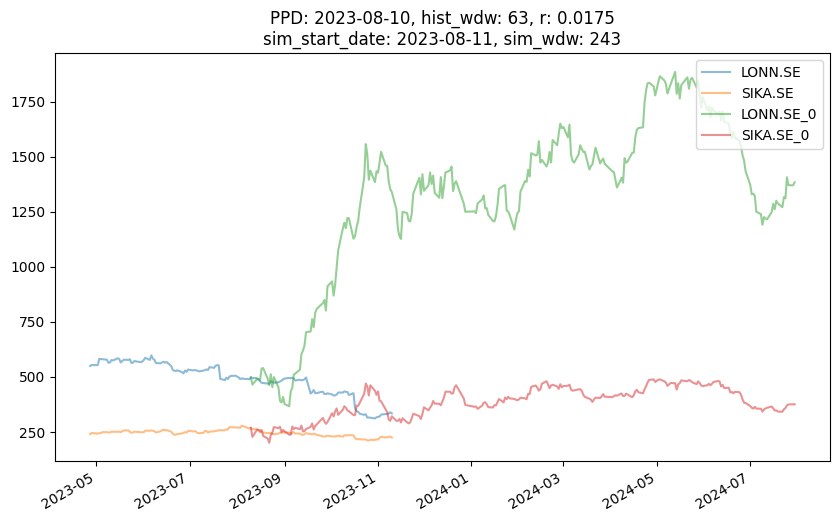 PPD: 2023-08-10, hist_wdw: 63, r: 0.0175
sim_start_date: 2023-08-11, sim_wdw: 243
LONN.SE
SIKA.SE
LONN.SE_0
SIKA.SE_0
1750
1500
1250
1000
750
500
250
2023-05
2023-07
2023-09
2023-11
2024-01
2024-03
2024-05
2024-07